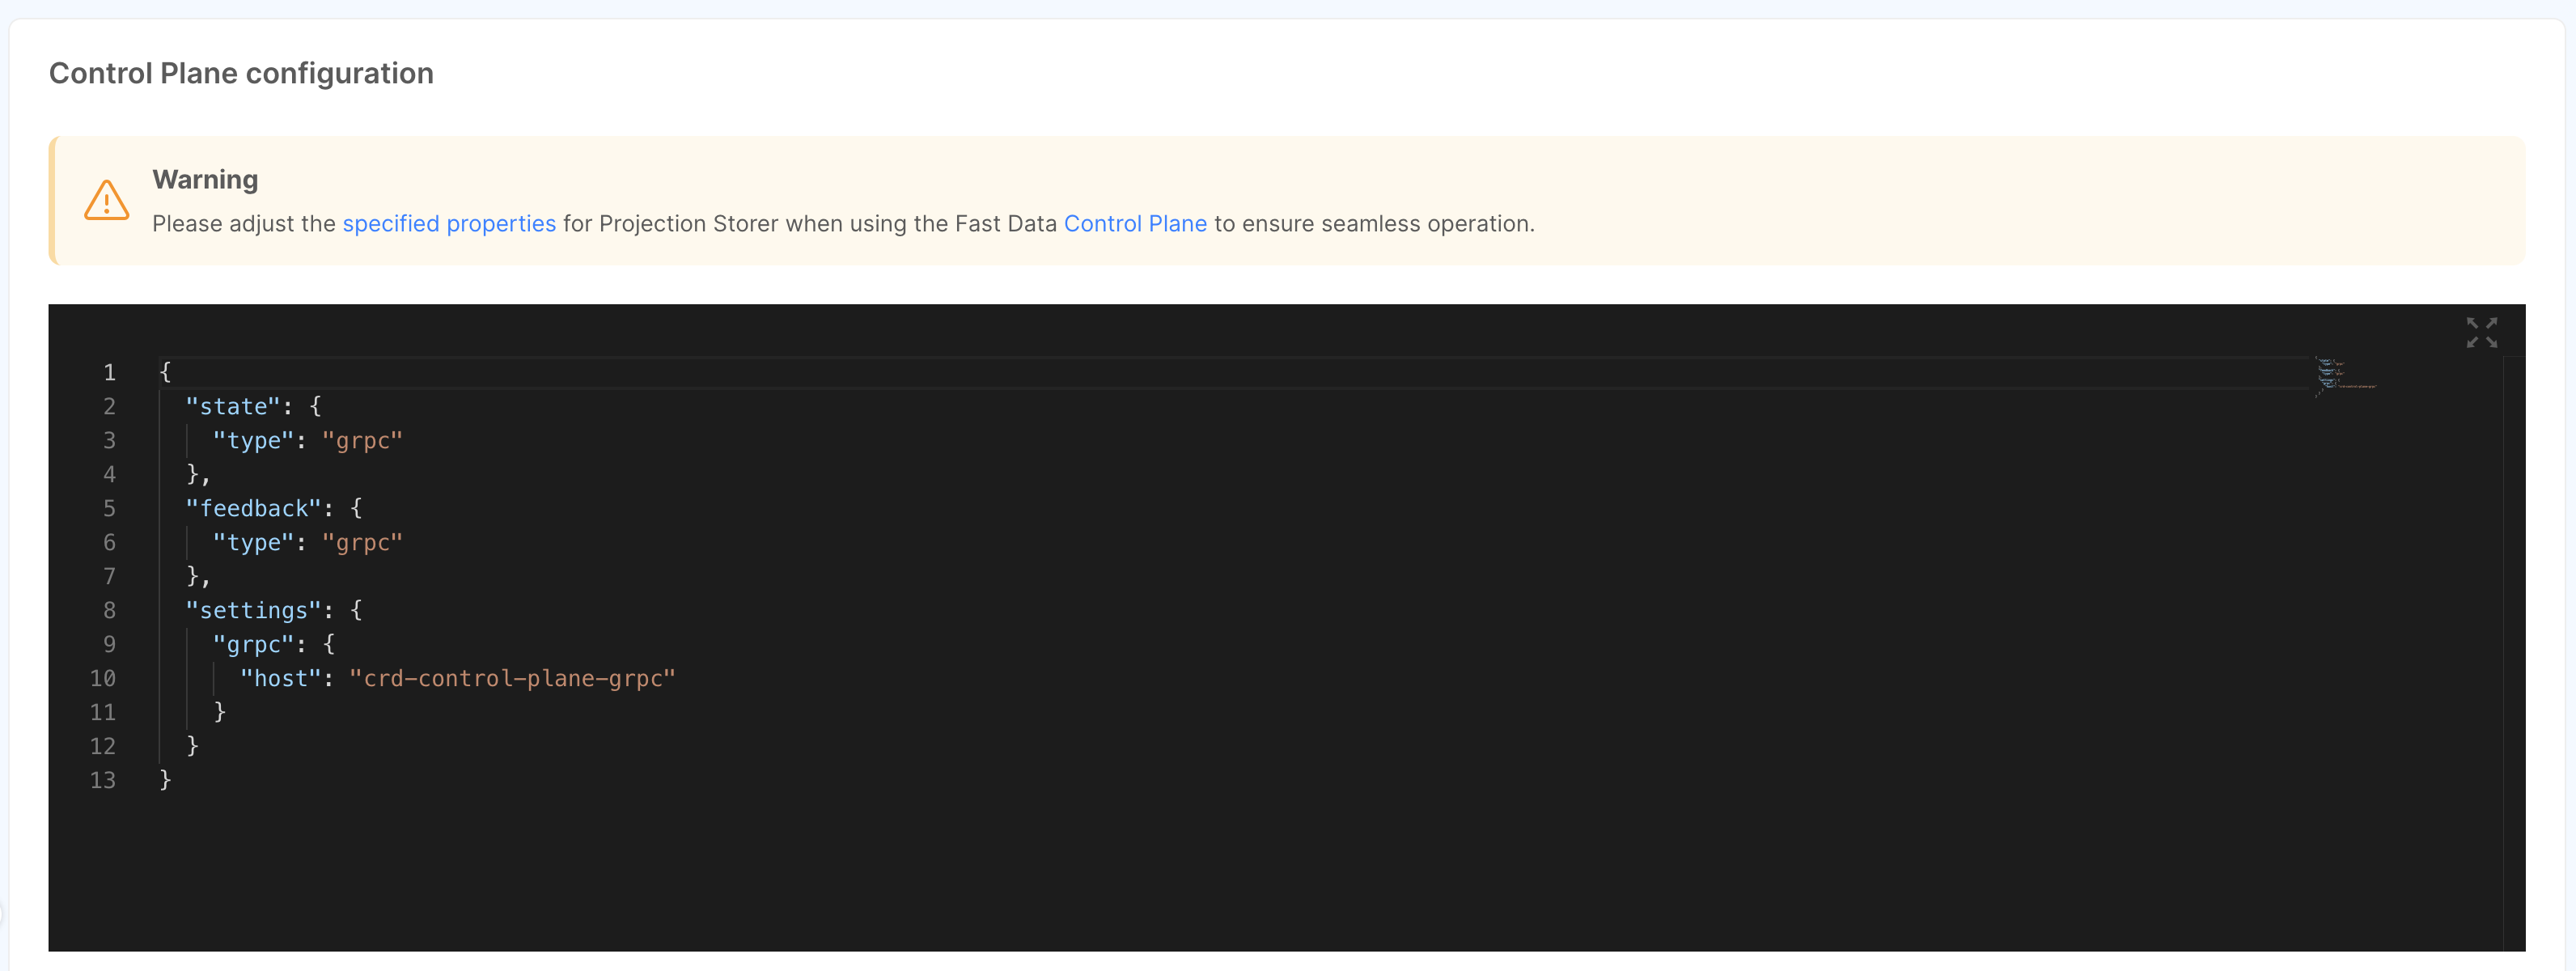 Control Plane configuration
Warning
Please adjust the specified properties for Projection Storer when using the Fast Data Control Plane to ensure seamless operation.
1 {
2   "state": {
3     "type": "grpc"
4   },
5   "feedback": {
6     "type": "grpc"
7   },
8   "settings": {
9     "grpc": {
10       "host": "crd-control-plane-grpc"
11     }
12   }
13 }